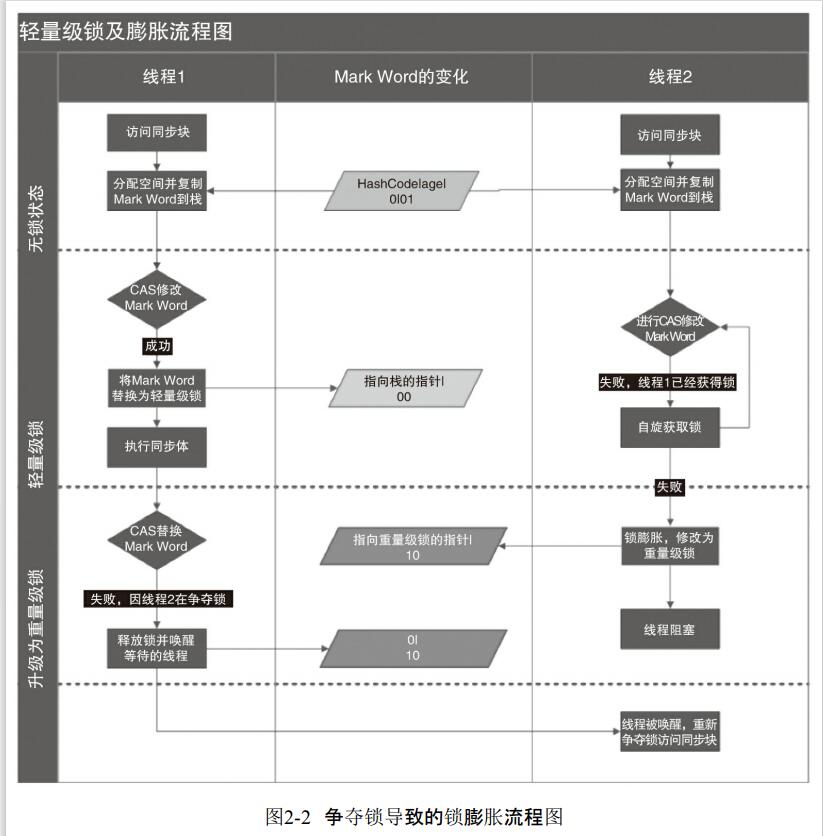 轻量级锁及膨胀流程图
线程1
Mark Word的变化
线程2
无锁状态
访问同步块
分配空间并复制
Mark Word到栈
HashCode|age|
0|01
访问同步块
分配空间并复制
Mark Word到栈
轻量级锁
CAS修改
Mark Word
成功
将Mark Word
替换为轻量级锁
执行同步体
指向栈的指针|
00
进行CAS修改
Mark Word
失败，线程1已经获得锁
自旋获取锁
失败
升级为重量级锁
CAS替换
Mark Word
失败，因线程2在争夺锁
释放锁并唤醒
等待的线程
指向重量级锁的指针|
10
0|
10
锁膨胀，修改为
重量级锁
线程阻塞
线程被唤醒，重新
争夺锁访问同步块
图2-2 争夺锁导致的锁膨胀流程图